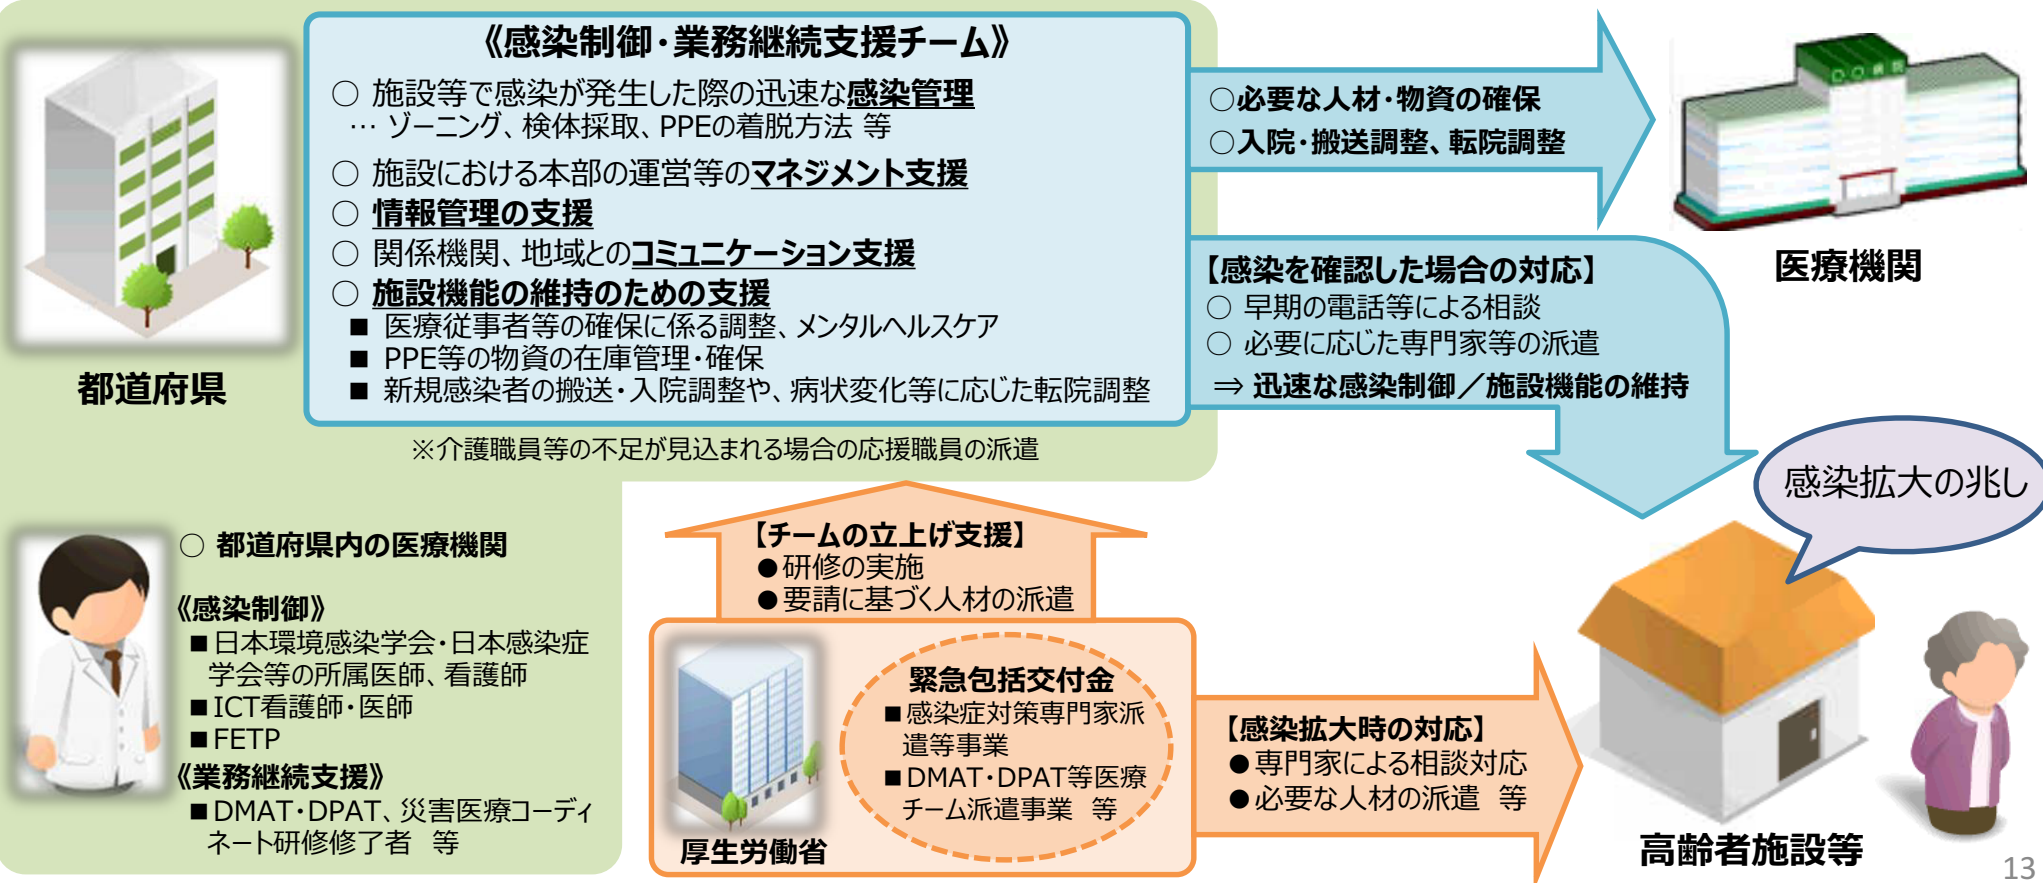 《感染制御・業務継続支援チーム》
○ 施設等で感染が発生した際の迅速な感染管理
… ゾーニング、検体採取、PPEの着脱方法 等
○ 施設における本部の運営等のマネジメント支援
○ 情報管理の支援
○ 関係機関、地域とのコミュニケーション支援
○ 施設機能の維持のための支援
■ 医療従事者等の確保に係る調整、メンタルヘルスケア
■ PPE等の物資の在庫管理・確保
■ 新規感染者の搬送・入院調整や、病状変化等に応じた転院調整
都道府県
※介護職員等の不足が見込まれる場合の応援職員の派遣
○必要な人材・物資の確保
○入院・搬送調整、転院調整
〇〇病院
医療機関
【感染を確認した場合の対応】
○ 早期の電話等による相談
○ 必要に応じた専門家等の派遣
⇒ 迅速な感染制御／施設機能の維持
感染拡大の兆し
○ 都道府県内の医療機関
《感染制御》
■日本環境感染学会・日本感染症
学会等の所属医師、看護師
■ICT看護師・医師
■FETP
《業務継続支援》
■DMAT・DPAT、災害医療コーディ
ネート研修修了者 等
【チームの立上げ支援】
●研修の実施
●要請に基づく人材の派遣
緊急包括交付金
■感染症対策専門家派
遣等事業
■DMAT・DPAT等医療
チーム派遣事業 等
厚生労働省
【感染拡大時の対応】
●専門家による相談対応
●必要な人材の派遣 等
高齢者施設等
13